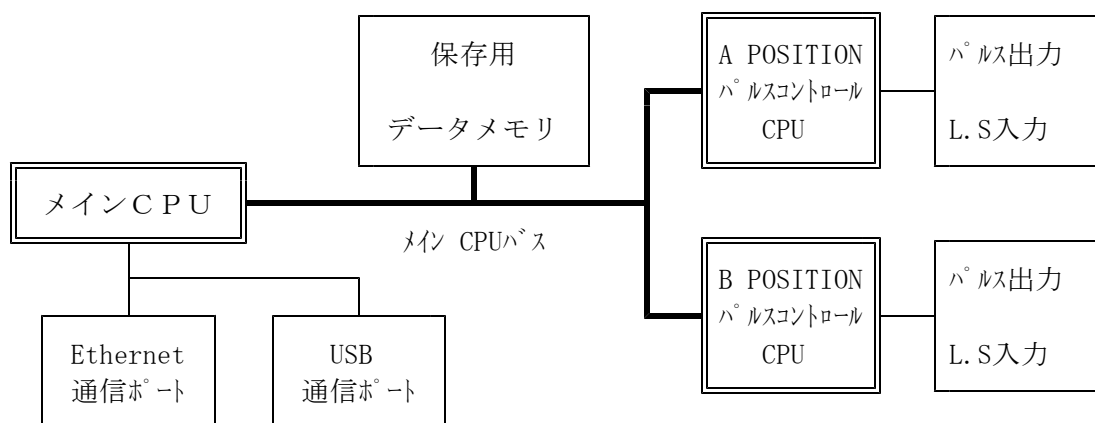 保存用
データメモリ
A POSITION
ﾊﾟﾙｽｺﾝﾄﾛｰﾙ
CPU
ﾊﾟﾙｽ出力
L.S入力
メインＣＰＵ
ﾒｲﾝ CPUﾊﾞｽ
B POSITION
ﾊﾟﾙｽｺﾝﾄﾛｰﾙ
CPU
ﾊﾟﾙｽ出力
L.S入力
Ethernet
通信ﾎﾟｰﾄ
USB
通信ﾎﾟｰﾄ